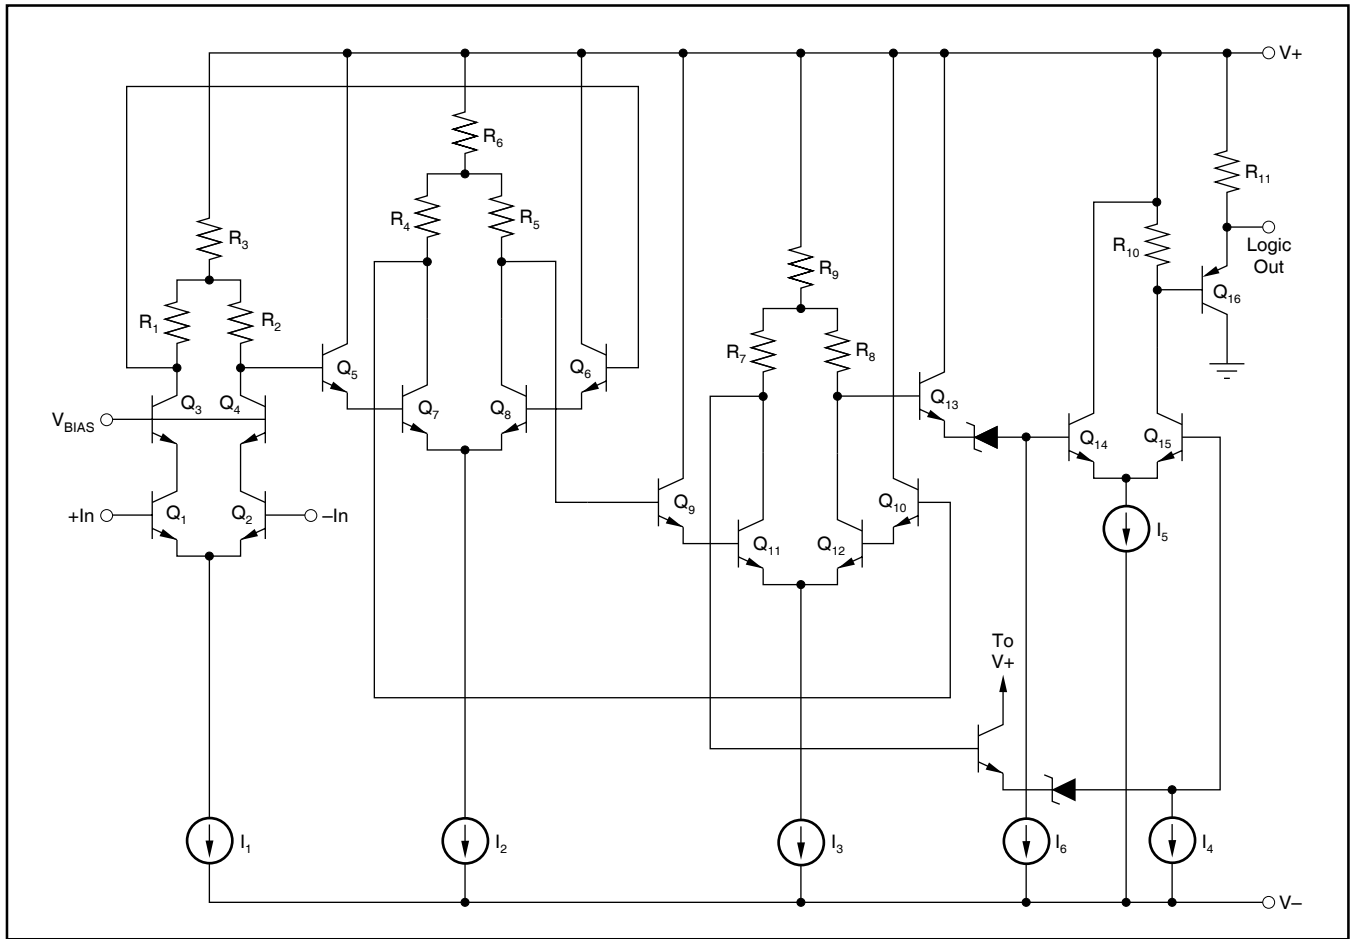 V+
R₆
R₄
R₅
R₁₁
R₃
R₁₀
Logic
Out
R₉
Q₁₆
R₁
R₂
R₇
R₈
Q₅
Q₆
Q₃
Q₄
Q₇
Q₈
Q₁₃
V_BIAS
Q₁₄
Q₁₅
+In
Q₁
Q₂
–In
Q₉
Q₁₀
I₅
Q₁₁
Q₁₂
To
V+
I₁
I₂
I₃
I₆
I₄
V–